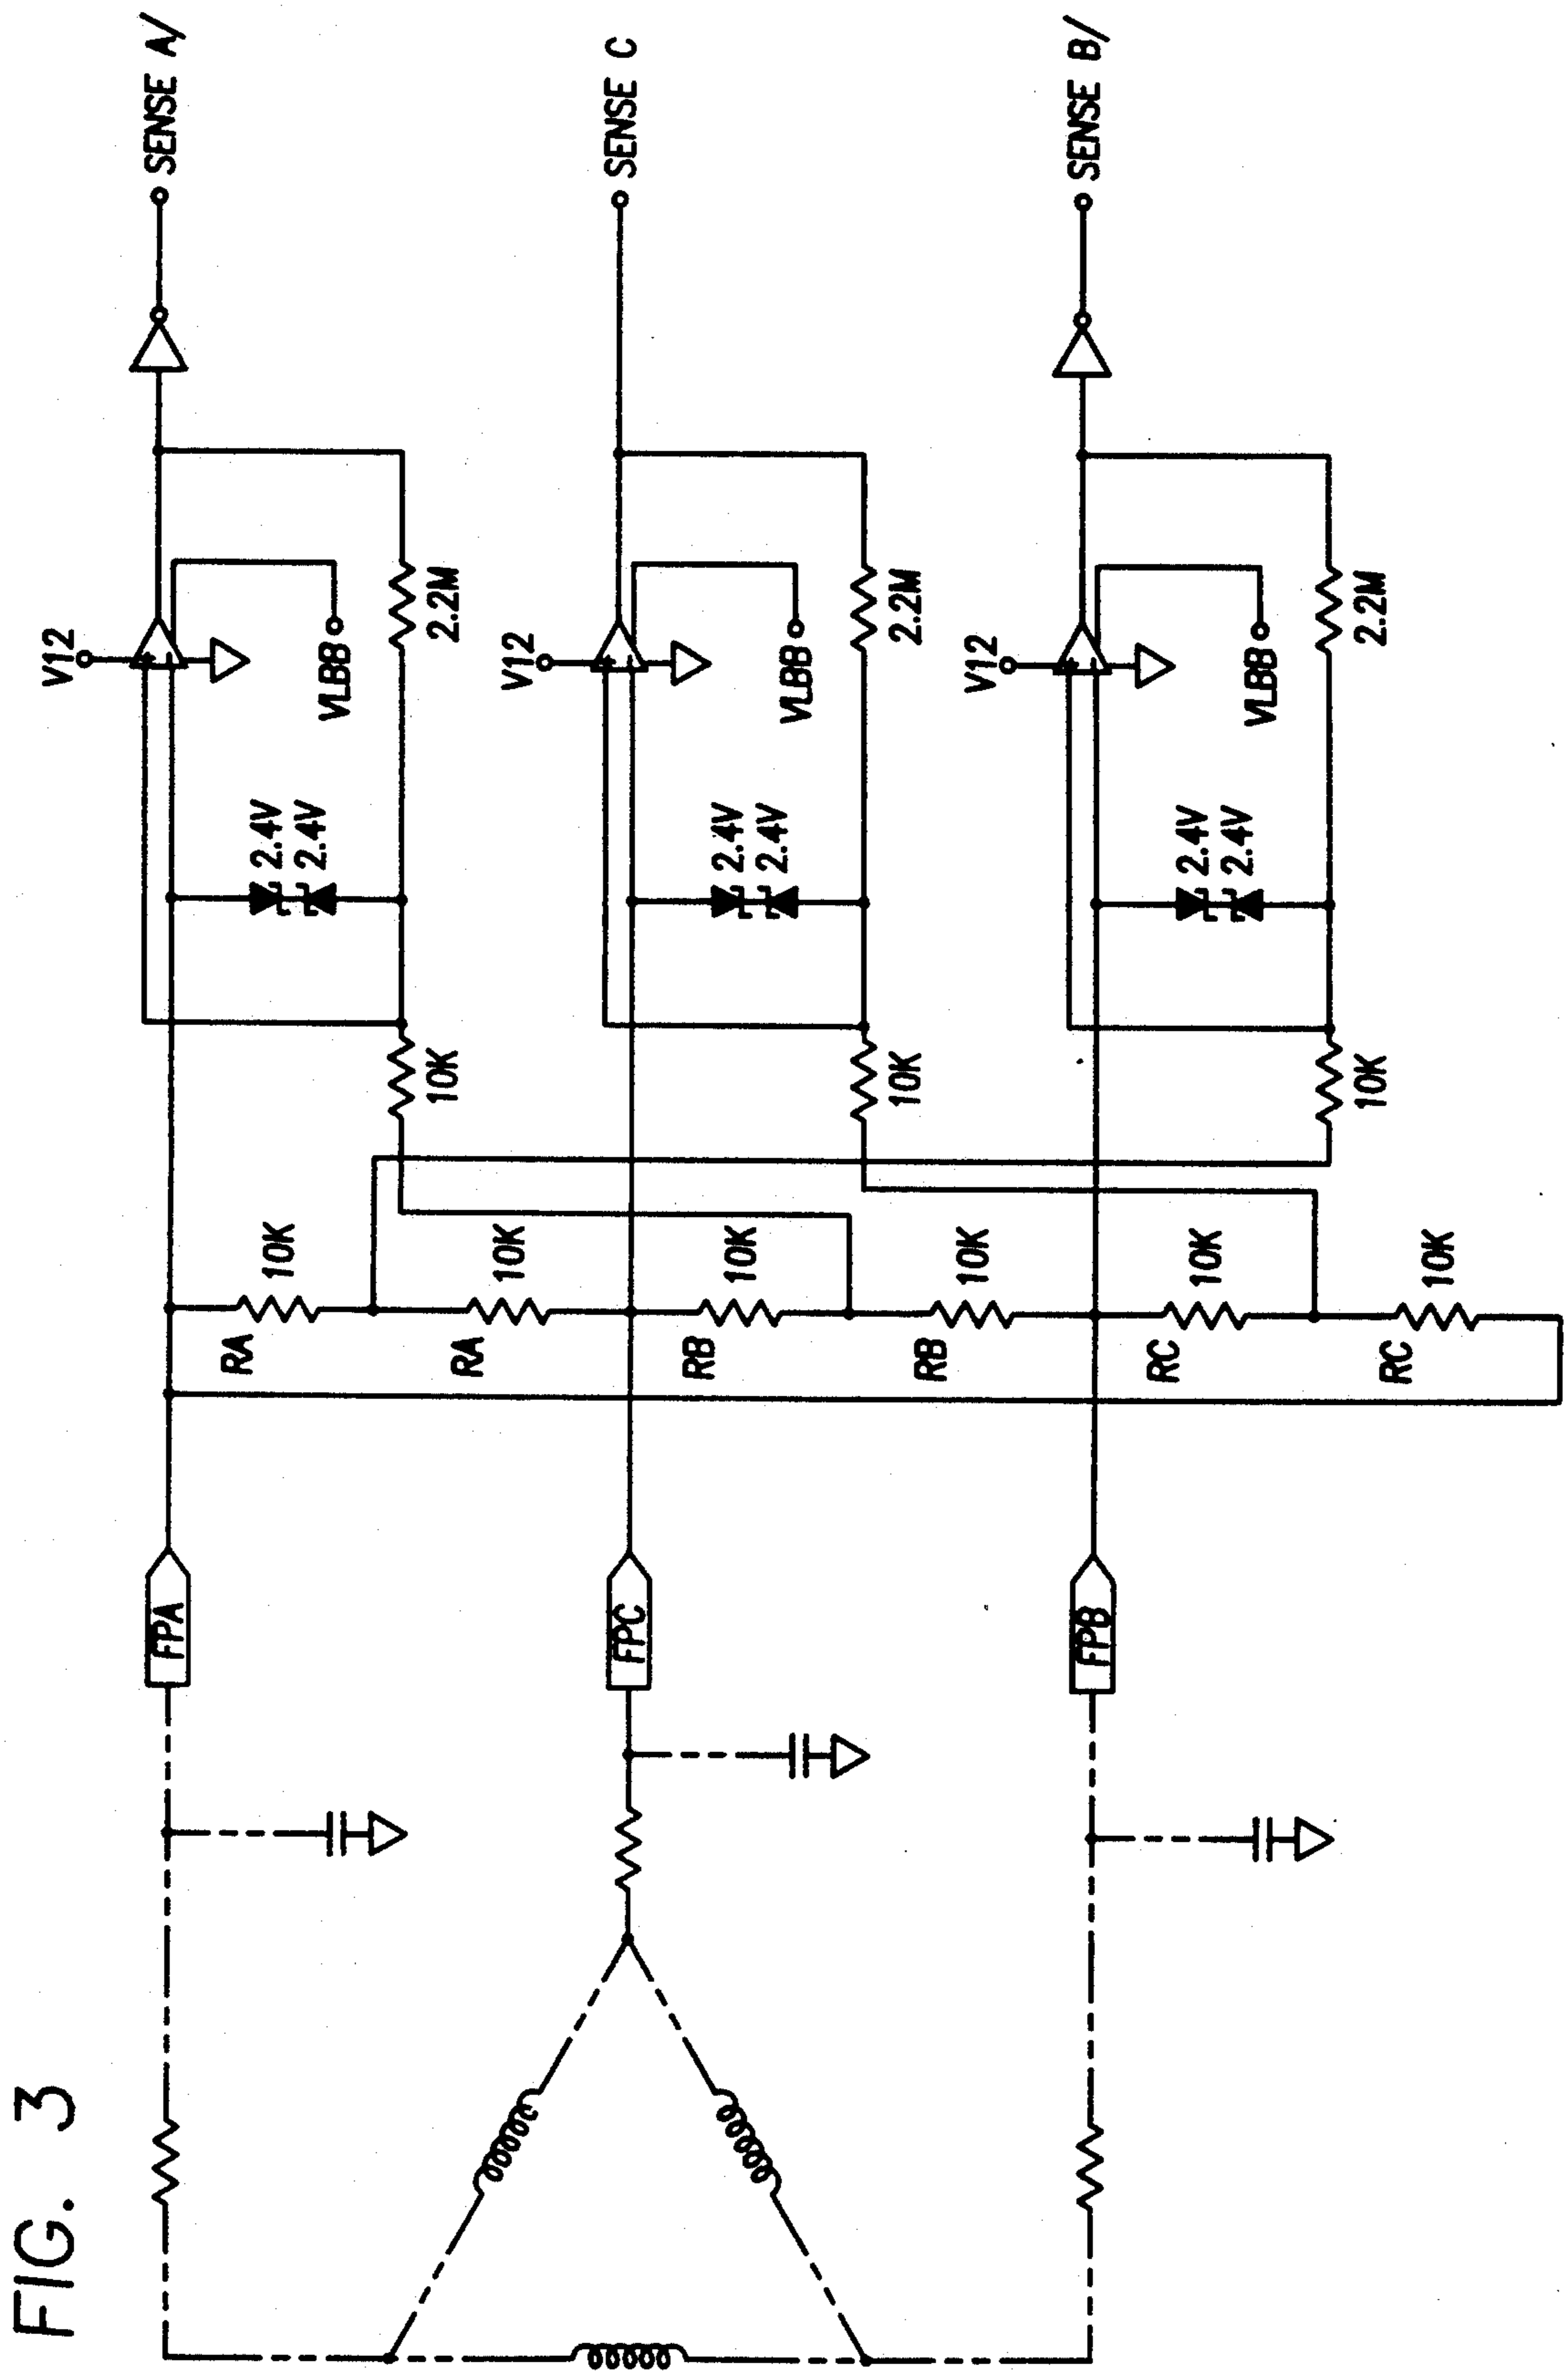 FIG. 3
SENSE A/
V12
2.2M
VLBB
2.4V
2.4V
10K
10K
RA
FPA
SENSE C
V12
2.2M
VLBB
2.4V
2.4V
10K
10K
RA
10K
RB
FPC
SENSE B/
V12
2.2M
VLBB
2.4V
2.4V
10K
10K
RB
10K
RC
10K
RC
FPB